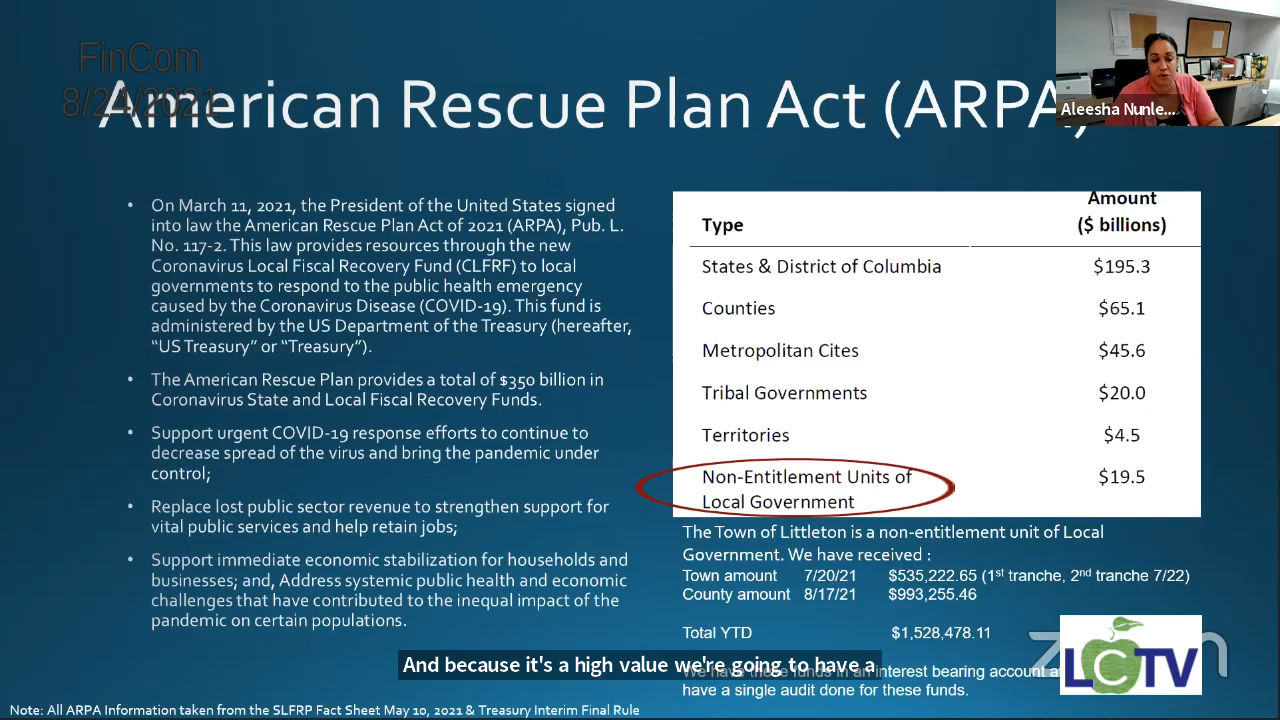 FinCom
8/24/2021
American Rescue Plan Act (ARPA)
Aleesha Nunle...
• On March 11, 2021, the President of the United States signed
into law the American Rescue Plan Act of 2021 (ARPA), Pub. L.
No. 117-2. This law provides resources through the new
Coronavirus Local Fiscal Recovery Fund (CLFRF) to local
governments to respond to the public health emergency
caused by the Coronavirus Disease (COVID-19). This fund is
administered by the US Department of the Treasury (hereafter,
“US Treasury” or “Treasury”).
• The American Rescue Plan provides a total of $350 billion in
Coronavirus State and Local Fiscal Recovery Funds.
• Support urgent COVID-19 response efforts to continue to
decrease spread of the virus and bring the pandemic under
control;
• Replace lost public sector revenue to strengthen support for
vital public services and help retain jobs;
• Support immediate economic stabilization for households and
businesses; and, Address systemic public health and economic
challenges that have contributed to the inequal impact of the
pandemic on certain populations.
Amount
Type ($ billions)
States & District of Columbia $195.3
Counties $65.1
Metropolitan Cites $45.6
Tribal Governments $20.0
Territories $4.5
Non-Entitlement Units of $19.5
Local Government
The Town of Littleton is a non-entitlement unit of Local
Government. We have received :
Town amount 7/20/21 $535,222.65 (1st tranche, 2nd tranche 7/22)
County amount 8/17/21 $993,255.46
Total YTD $1,528,478.11
We have these funds in an interest bearing account
have a single audit done for these funds.
And because it's a high value we're going to have a
zoom
LCTV
Note: All ARPA Information taken from the SLFRP Fact Sheet May 10, 2021 & Treasury Interim Final Rule